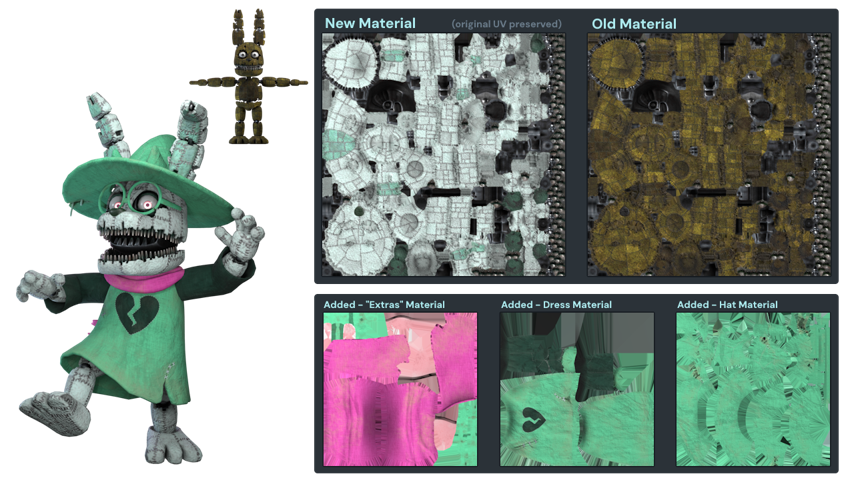 New Material
(original UV preserved)
Old Material
Added - "Extras" Material
Added - Dress Material
Added - Hat Material